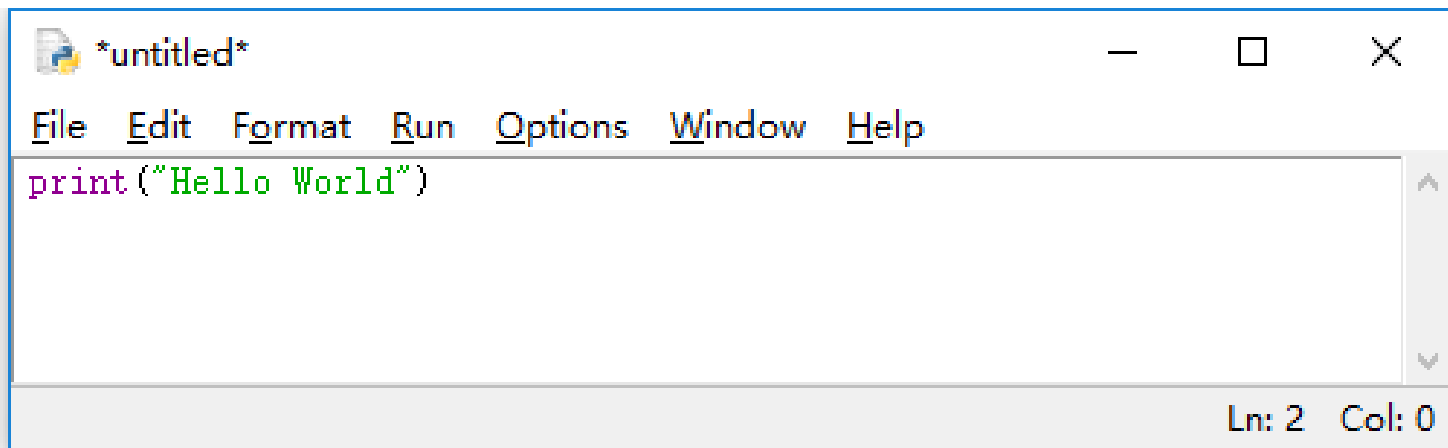 *untitled*
File Edit Format Run Options Window Help
print("Hello World")
Ln: 2 Col: 0